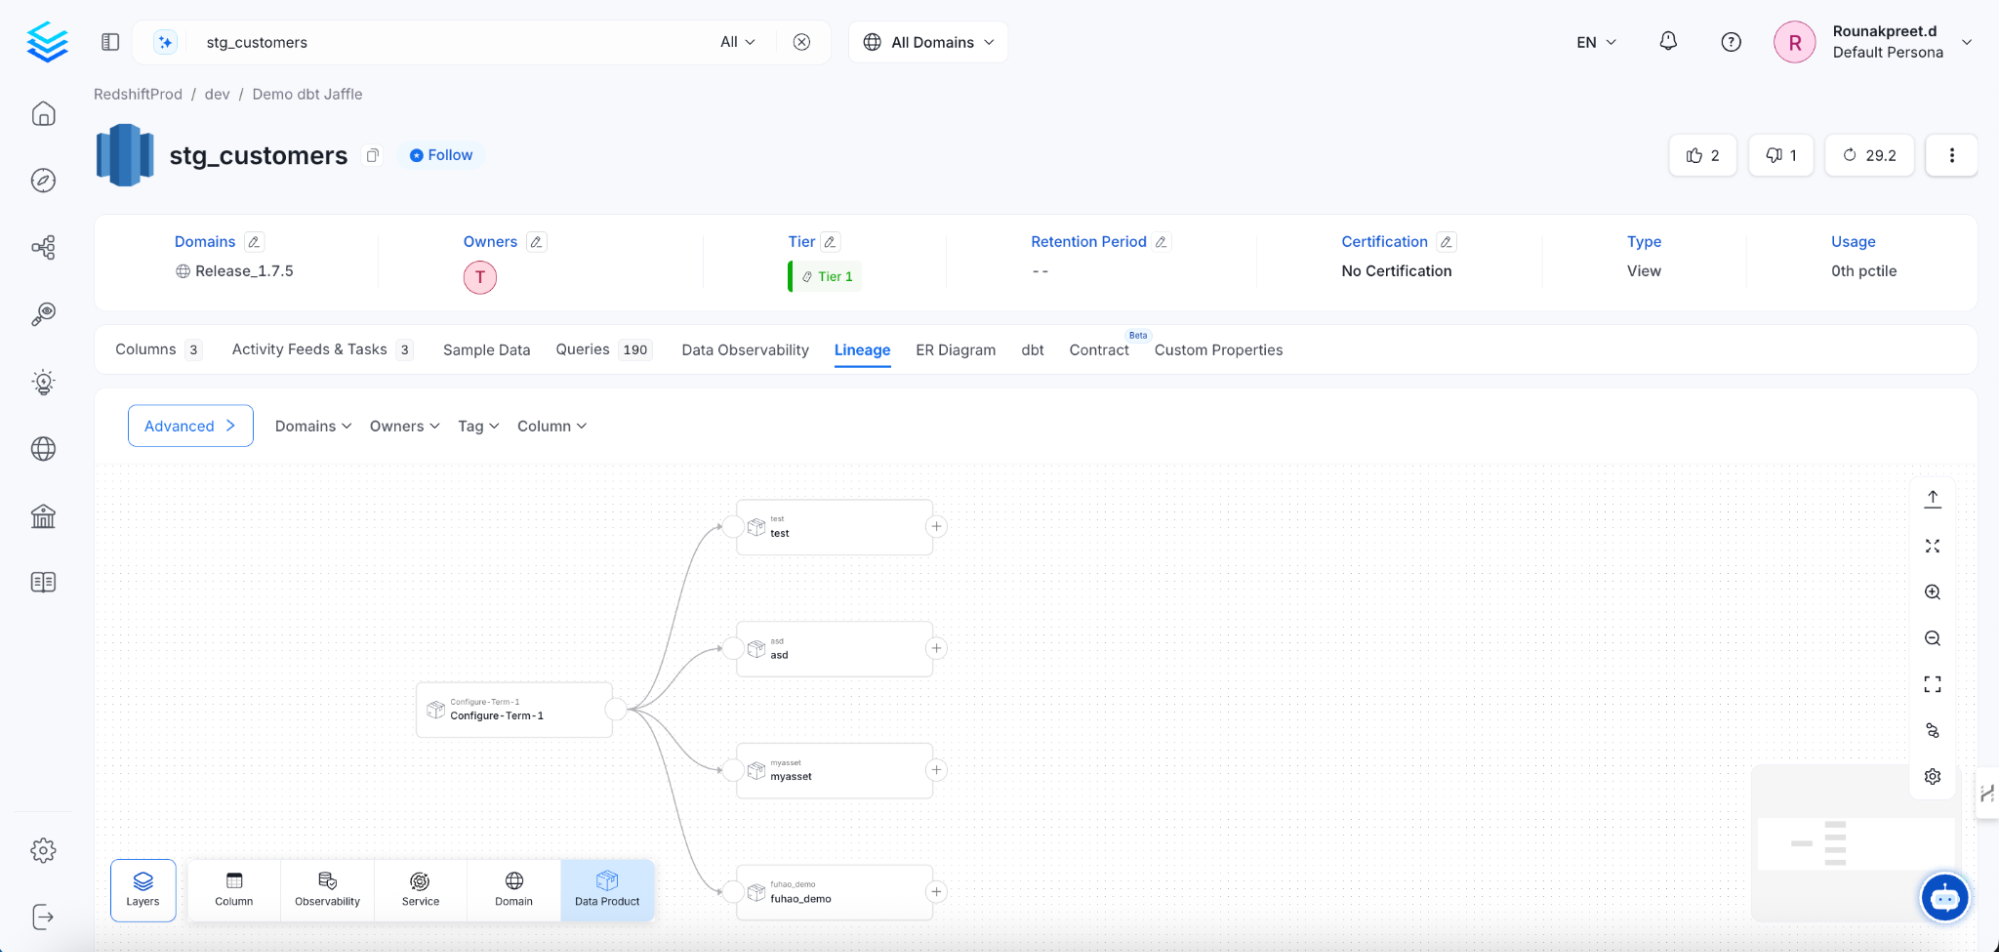 stg_customers
All
All Domains
EN
R
Rounakpreet.d
Default Persona
RedshiftProd / dev / Demo dbt Jaffle
stg_customers
Follow
2
1
29.2
Domains
Owners
Tier
Retention Period
Certification
Type
Usage
Release_1.7.5
T
Tier 1
--
No Certification
View
0th pctile
Columns 3
Activity Feeds & Tasks 3
Sample Data
Queries 190
Data Observability
Lineage
ER Diagram
dbt
Contract
Beta
Custom Properties
Advanced
Domains
Owners
Tag
Column
test
test
asd
asd
Configure-Term-1
Configure-Term-1
myasset
myasset
fuhao_demo
fuhao_demo
Layers
Column
Observability
Service
Domain
Data Product